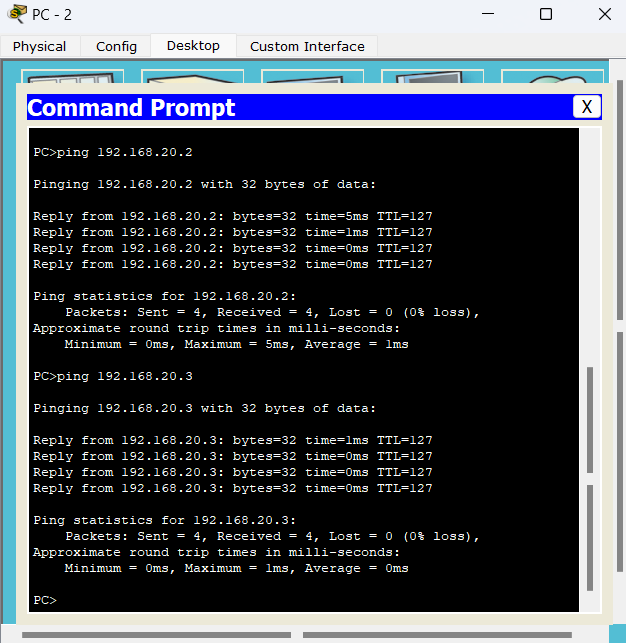 PC - 2
Physical Config Desktop Custom Interface
Command Prompt X
PC>ping 192.168.20.2
Pinging 192.168.20.2 with 32 bytes of data:
Reply from 192.168.20.2: bytes=32 time=5ms TTL=127
Reply from 192.168.20.2: bytes=32 time=1ms TTL=127
Reply from 192.168.20.2: bytes=32 time=0ms TTL=127
Reply from 192.168.20.2: bytes=32 time=0ms TTL=127
Ping statistics for 192.168.20.2:
Packets: Sent = 4, Received = 4, Lost = 0 (0% loss),
Approximate round trip times in milli-seconds:
Minimum = 0ms, Maximum = 5ms, Average = 1ms
PC>ping 192.168.20.3
Pinging 192.168.20.3 with 32 bytes of data:
Reply from 192.168.20.3: bytes=32 time=1ms TTL=127
Reply from 192.168.20.3: bytes=32 time=0ms TTL=127
Reply from 192.168.20.3: bytes=32 time=0ms TTL=127
Reply from 192.168.20.3: bytes=32 time=0ms TTL=127
Ping statistics for 192.168.20.3:
Packets: Sent = 4, Received = 4, Lost = 0 (0% loss),
Approximate round trip times in milli-seconds:
Minimum = 0ms, Maximum = 1ms, Average = 0ms
PC>